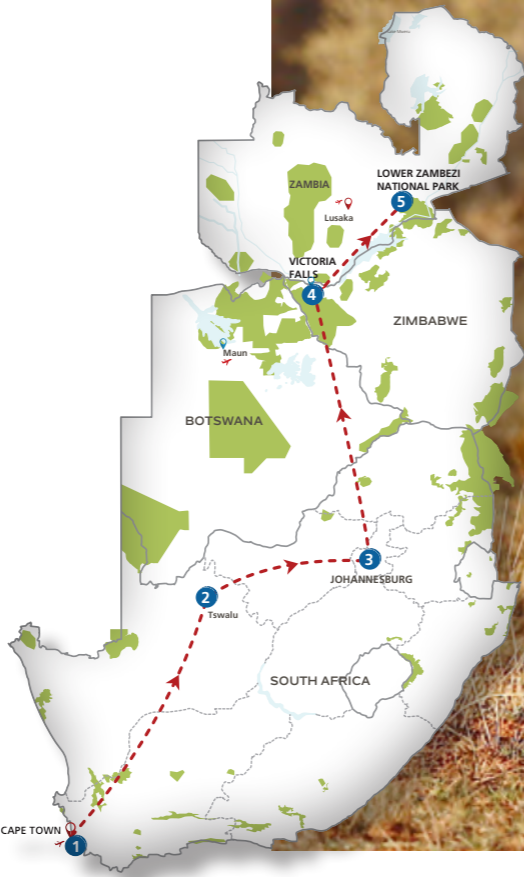 LOWER ZAMBEZI
NATIONAL PARK
5
ZAMBIA
Lusaka
VICTORIA
FALLS
4
ZIMBABWE
Maun
BOTSWANA
3
JOHANNESBURG
2
Tswalu
SOUTH AFRICA
CAPE TOWN
1